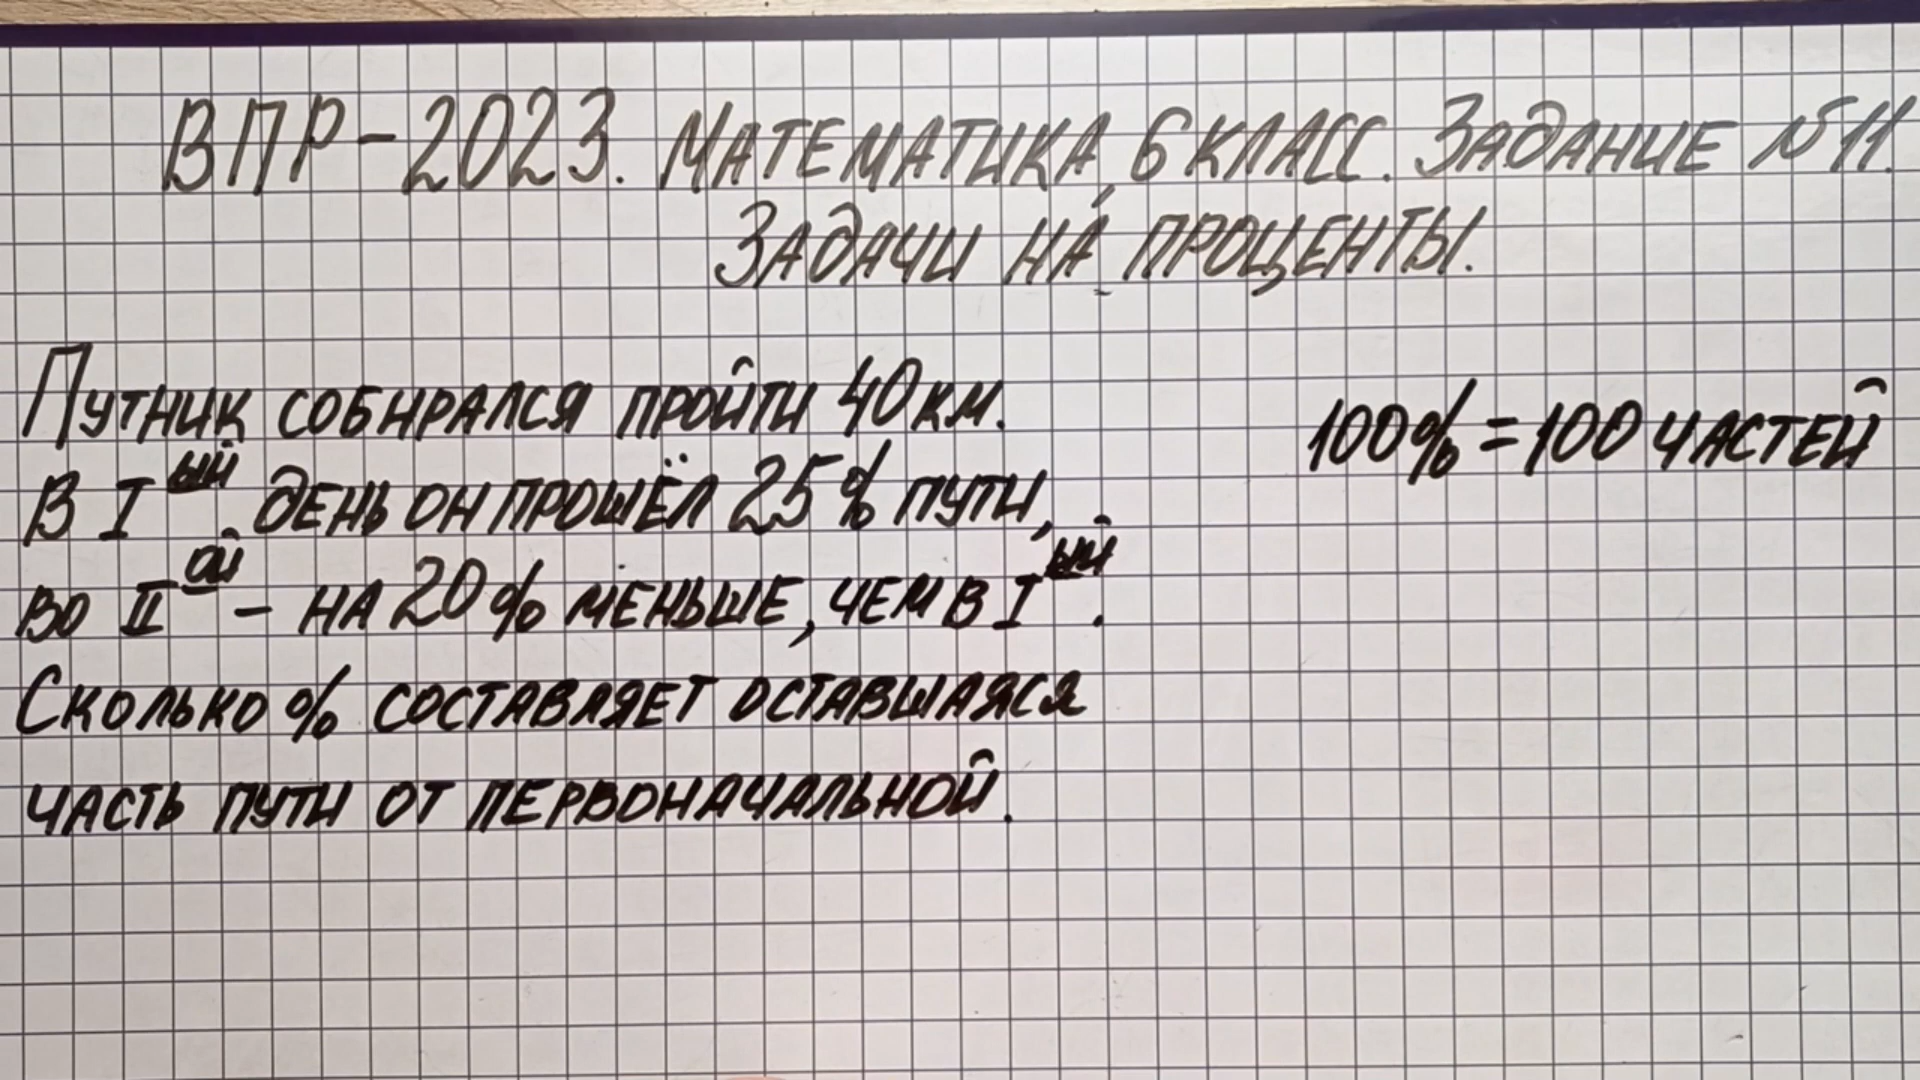 ВПР-2023. Математика, 6 класс. Задание №11.
Задачи на проценты.
Путник собирался пройти 40 км.
100% = 100 частей
В I ый день он прошёл 25% пути,
во II ой – на 20% меньше, чем в I ый.
Сколько % составляет оставшаяся
часть пути от первоначальной.